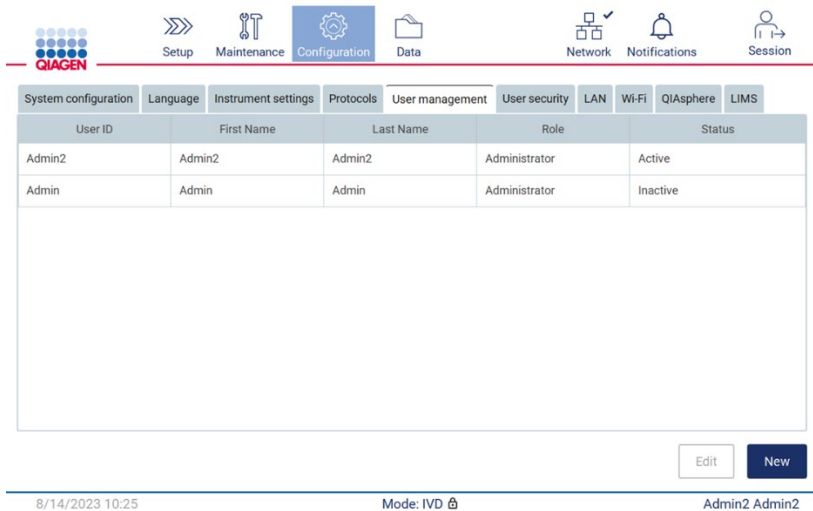 QIAGEN
Setup Maintenance Configuration Data Network Notifications Session
System configuration Language Instrument settings Protocols User management User security LAN Wi-Fi QIAsphere LIMS
User ID First Name Last Name Role Status
Admin2 Admin2 Admin2 Administrator Active
Admin Admin Admin Administrator Inactive
Edit New
8/14/2023 10:25 Mode: IVD Admin2 Admin2